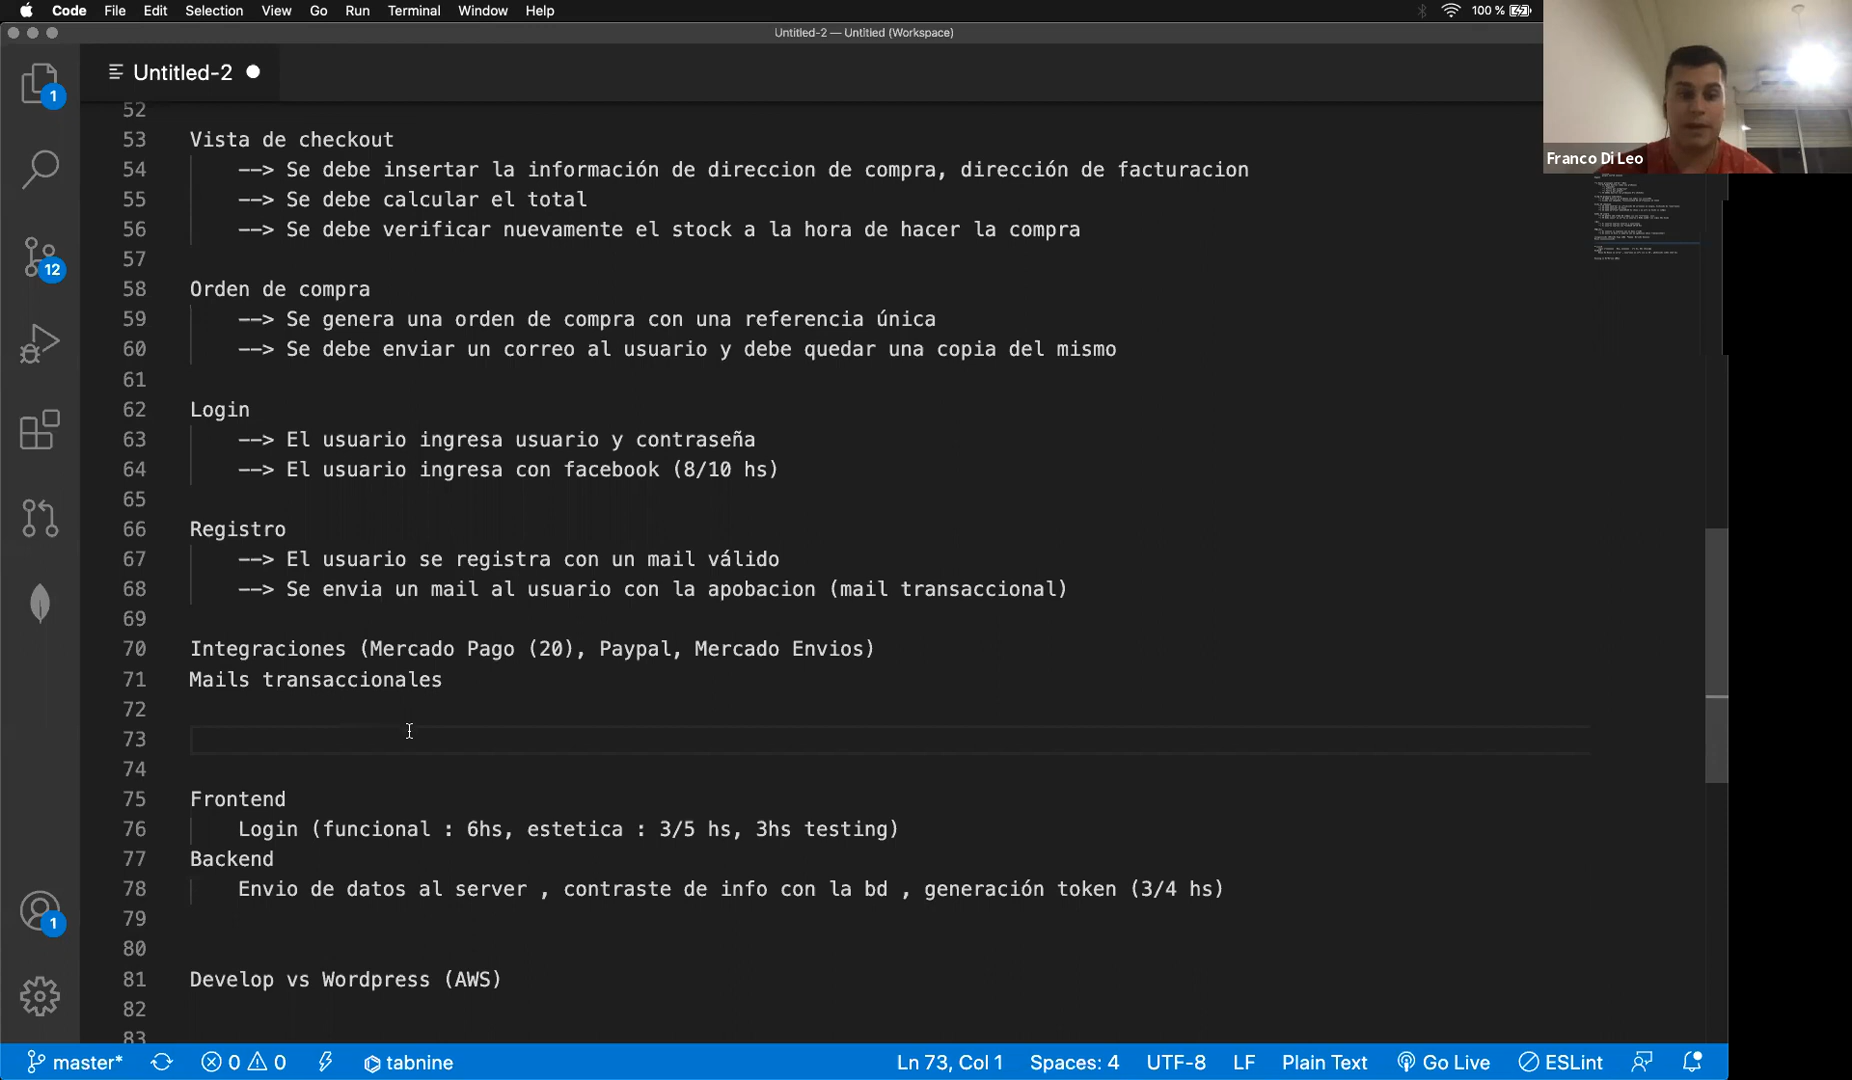 Code File Edit Selection View Go Run Terminal Window Help 100 %
Untitled-2 — Untitled (Workspace)
Untitled-2
Franco Di Leo
52
53 Vista de checkout
54 --> Se debe insertar la información de direccion de compra, dirección de facturacion
55 --> Se debe calcular el total
56 --> Se debe verificar nuevamente el stock a la hora de hacer la compra
57
58 Orden de compra
59 --> Se genera una orden de compra con una referencia única
60 --> Se debe enviar un correo al usuario y debe quedar una copia del mismo
61
62 Login
63 --> El usuario ingresa usuario y contraseña
64 --> El usuario ingresa con facebook (8/10 hs)
65
66 Registro
67 --> El usuario se registra con un mail válido
68 --> Se envia un mail al usuario con la apobacion (mail transaccional)
69
70 Integraciones (Mercado Pago (20), Paypal, Mercado Envios)
71 Mails transaccionales
72
73
74
75 Frontend
76 Login (funcional : 6hs, estetica : 3/5 hs, 3hs testing)
77 Backend
78 Envio de datos al server , contraste de info con la bd , generación token (3/4 hs)
79
80
81 Develop vs Wordpress (AWS)
82
83
1
12
1
master* 0 0 tabnine Ln 73, Col 1 Spaces: 4 UTF-8 LF Plain Text Go Live ESLint